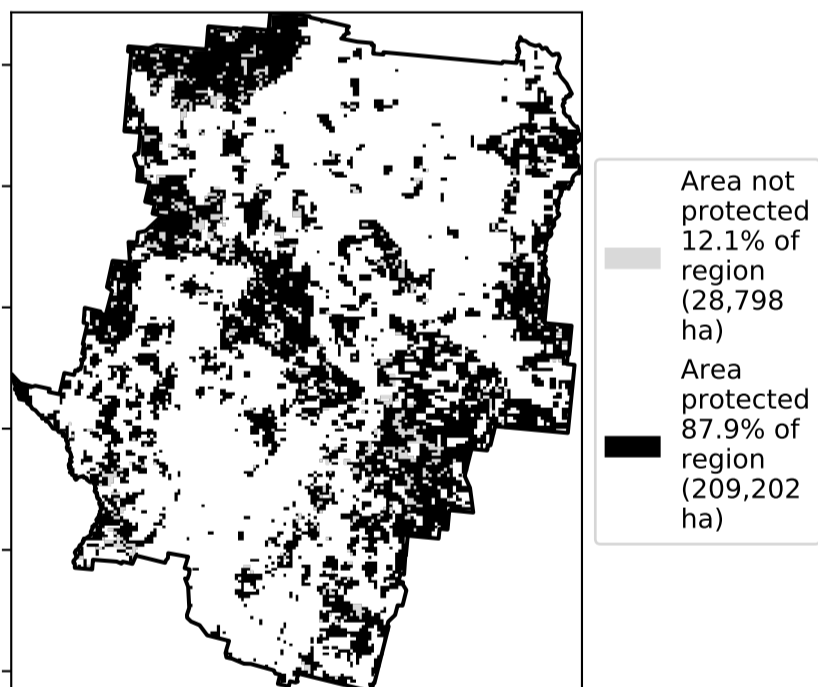 Area not
protected
12.1% of
region
(28,798
ha)
Area
protected
87.9% of
region
(209,202
ha)